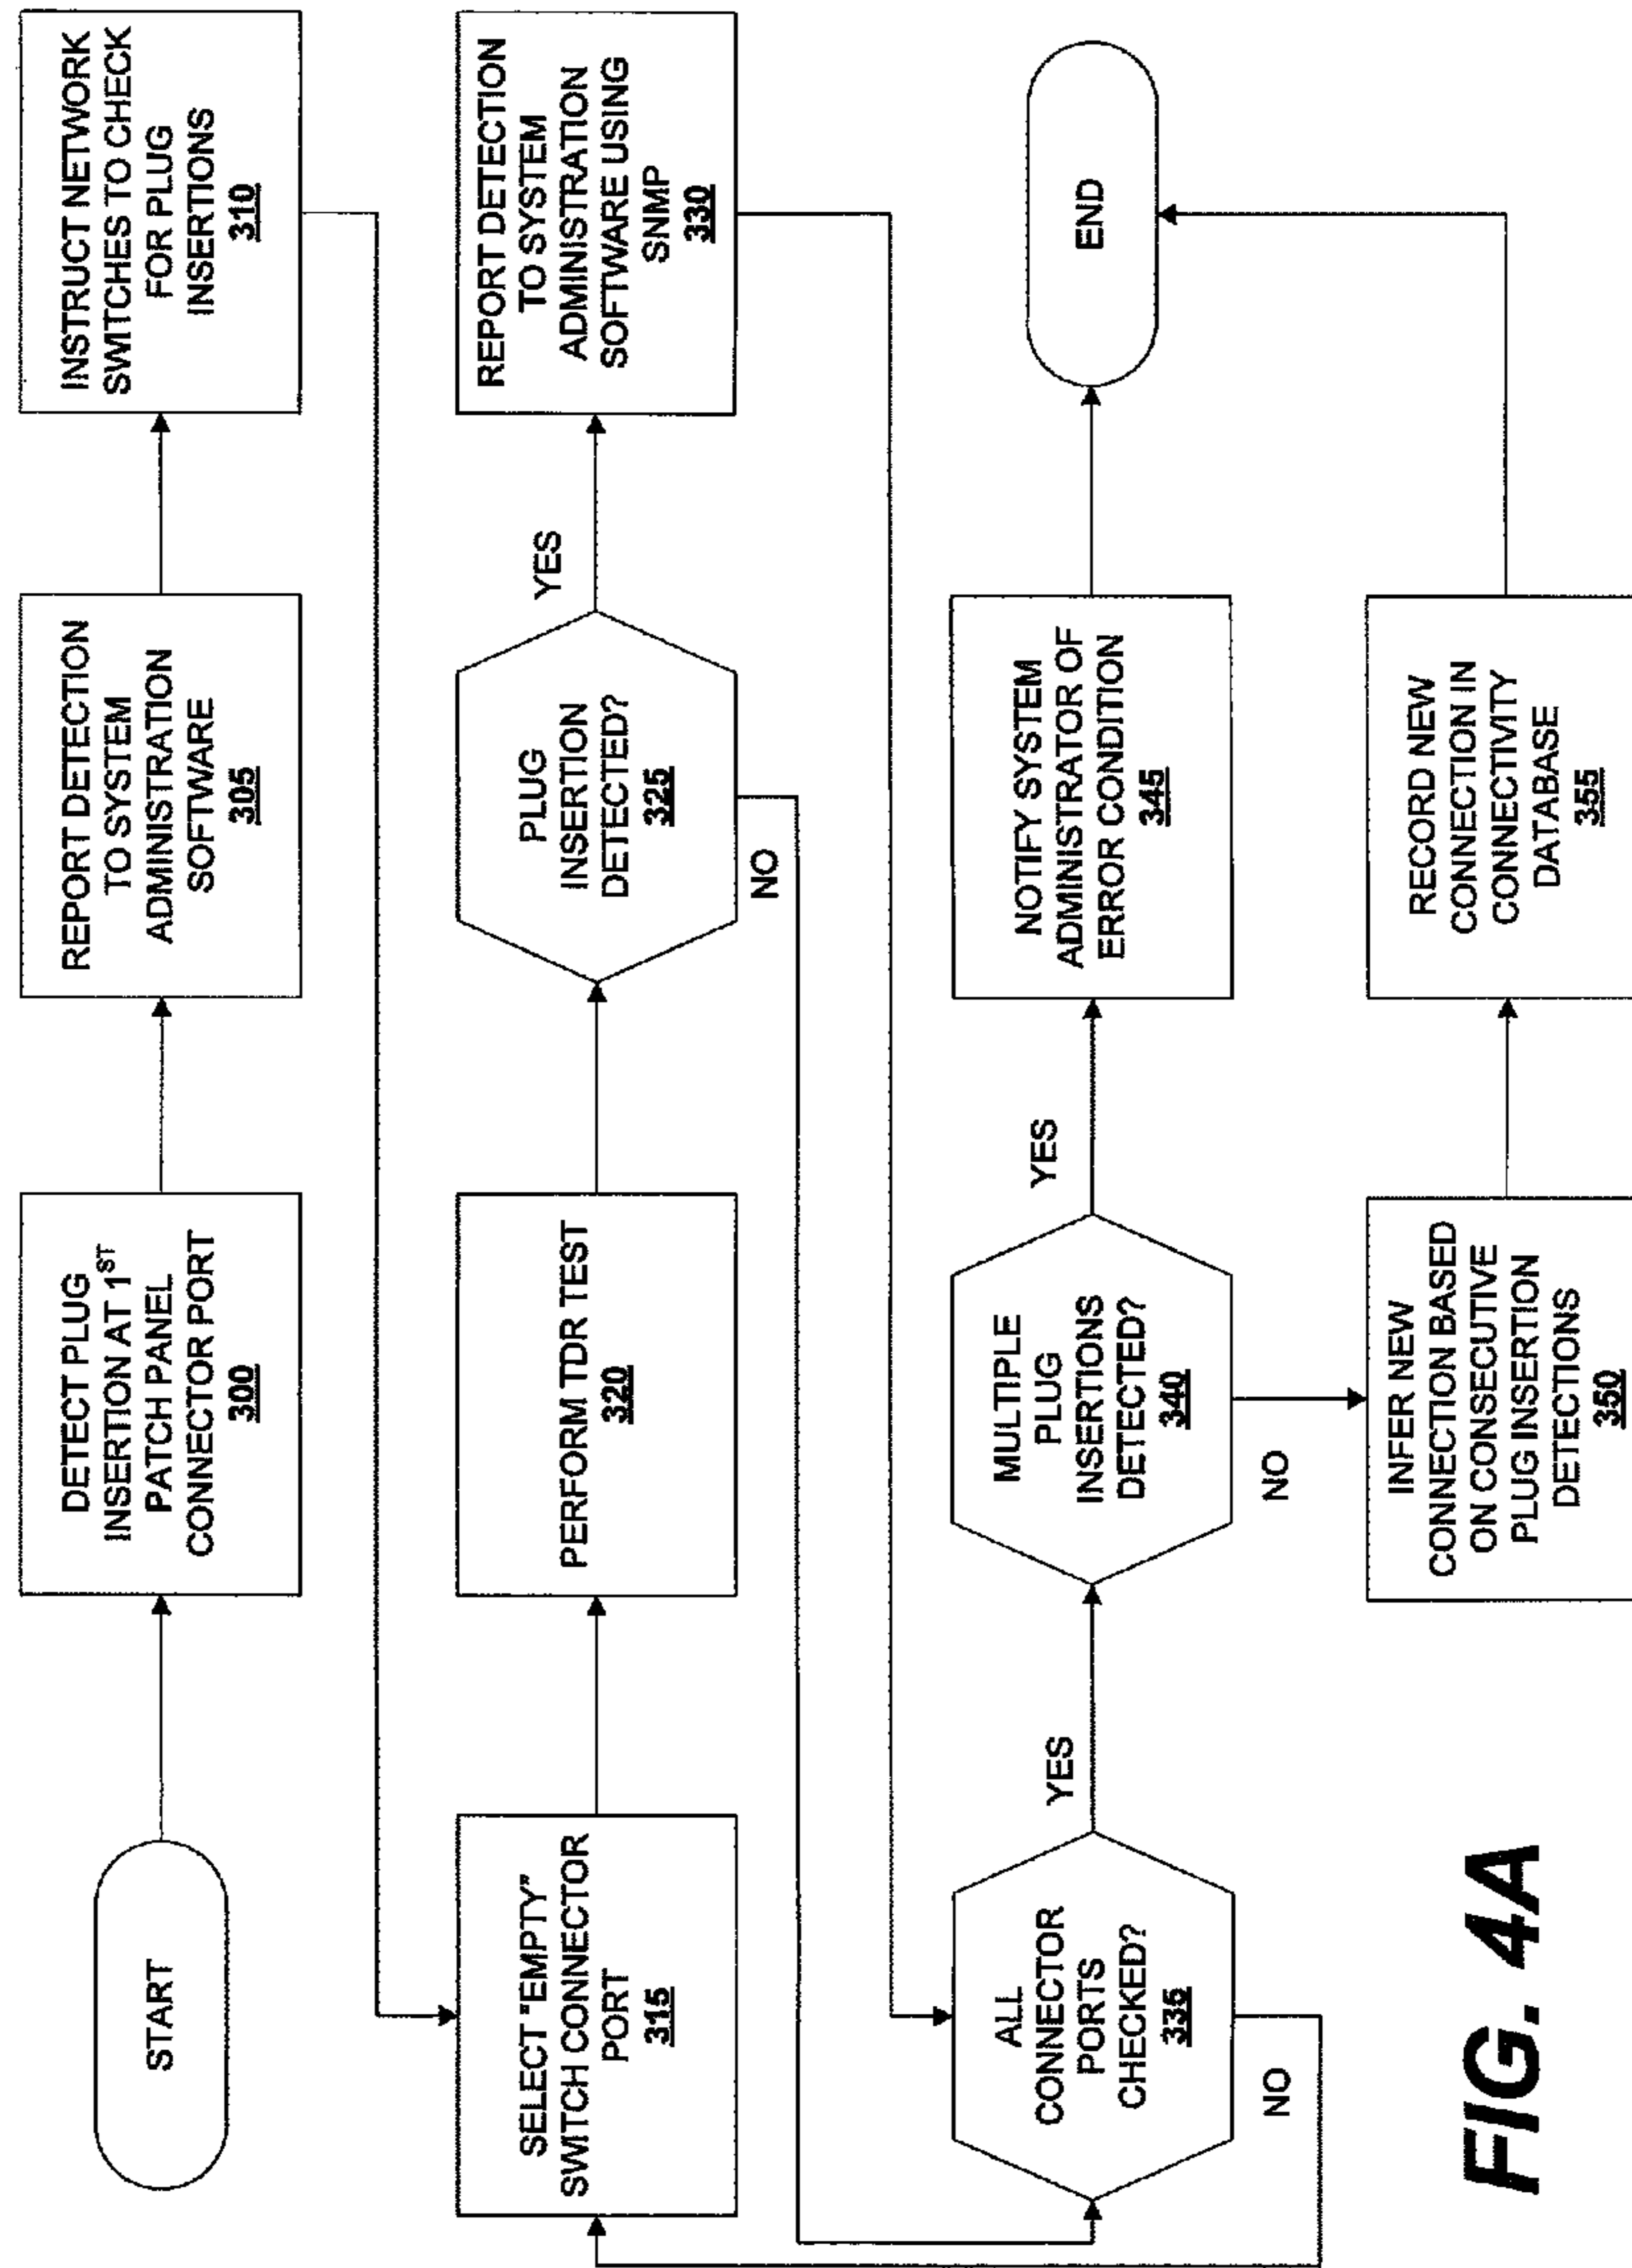 START
DETECT PLUG
INSERTION AT 1ST
PATCH PANEL
CONNECTOR PORT
300
REPORT DETECTION
TO SYSTEM
ADMINISTRATION
SOFTWARE
305
INSTRUCT NETWORK
SWITCHES TO CHECK
FOR PLUG
INSERTIONS
310
SELECT "EMPTY"
SWITCH CONNECTOR
PORT
315
PERFORM TDR TEST
320
PLUG
INSERTION
DETECTED?
325
YES
NO
REPORT DETECTION
TO SYSTEM
ADMINISTRATION
SOFTWARE USING
SNMP
330
ALL
CONNECTOR
PORTS
CHECKED?
335
YES
NO
MULTIPLE
PLUG
INSERTIONS
DETECTED?
340
YES
NO
NOTIFY SYSTEM
ADMINISTRATOR OF
ERROR CONDITION
345
END
INFER NEW
CONNECTION BASED
ON CONSECUTIVE
PLUG INSERTION
DETECTIONS
350
RECORD NEW
CONNECTION IN
CONNECTIVITY
DATABASE
355
FIG. 4A